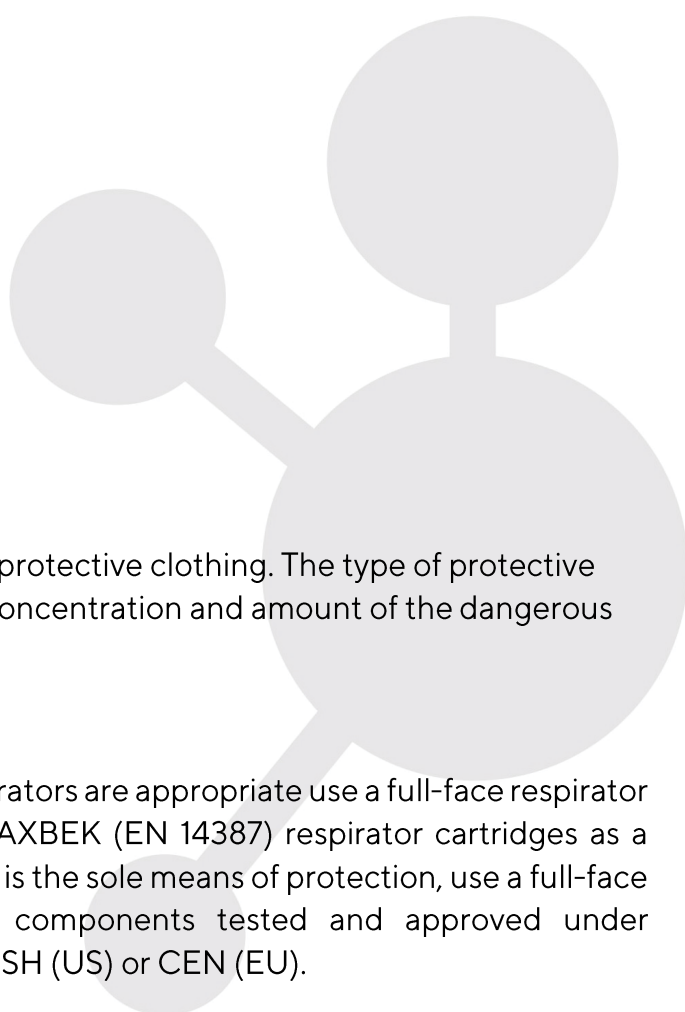 protective clothing. The type of protective
oncentration and amount of the dangerous
rators are appropriate use a full-face respirator
AXBEK (EN 14387) respirator cartridges as a
is the sole means of protection, use a full-face
components tested and approved under
SH (US) or CEN (EU).